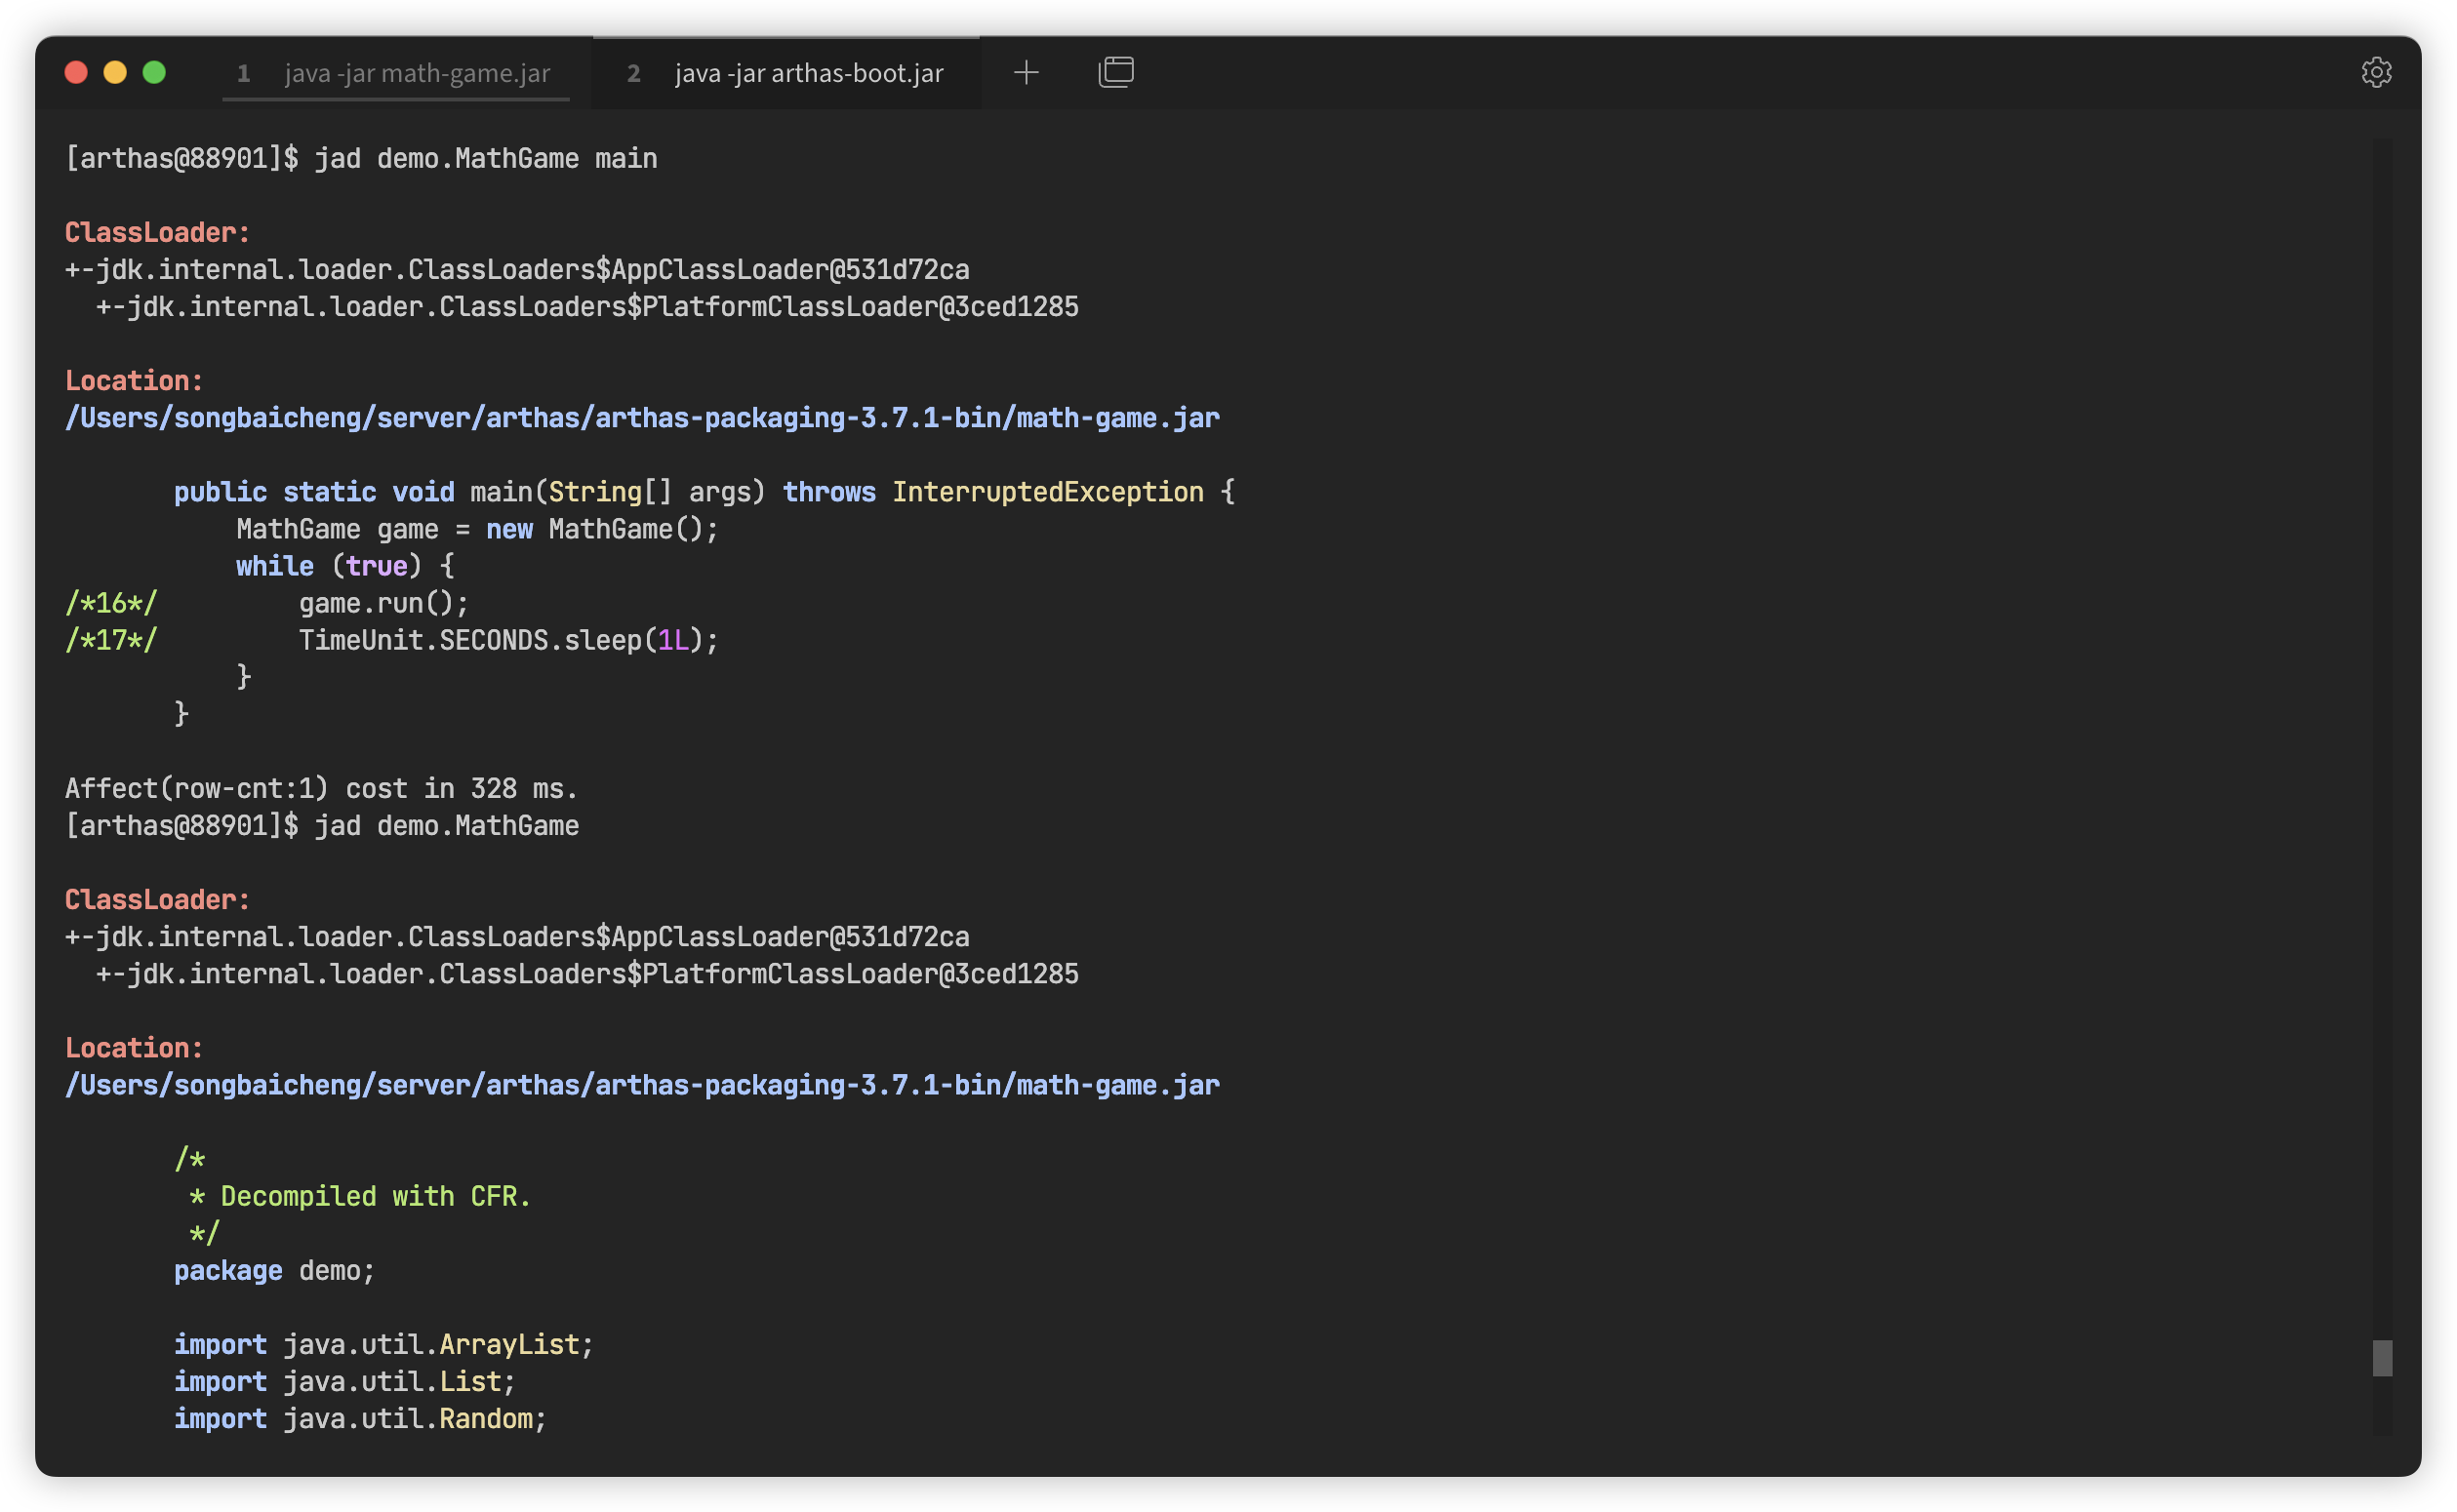 1 java -jar math-game.jar 2 java -jar arthas-boot.jar
[arthas@88901]$ jad demo.MathGame main
ClassLoader:
+-jdk.internal.loader.ClassLoaders$AppClassLoader@531d72ca
  +-jdk.internal.loader.ClassLoaders$PlatformClassLoader@3ced1285
Location:
/Users/songbaicheng/server/arthas/arthas-packaging-3.7.1-bin/math-game.jar
       public static void main(String[] args) throws InterruptedException {
           MathGame game = new MathGame();
           while (true) {
/*16*/         game.run();
/*17*/         TimeUnit.SECONDS.sleep(1L);
           }
       }
Affect(row-cnt:1) cost in 328 ms.
[arthas@88901]$ jad demo.MathGame
ClassLoader:
+-jdk.internal.loader.ClassLoaders$AppClassLoader@531d72ca
  +-jdk.internal.loader.ClassLoaders$PlatformClassLoader@3ced1285
Location:
/Users/songbaicheng/server/arthas/arthas-packaging-3.7.1-bin/math-game.jar
       /*
        * Decompiled with CFR.
        */
       package demo;
       import java.util.ArrayList;
       import java.util.List;
       import java.util.Random;